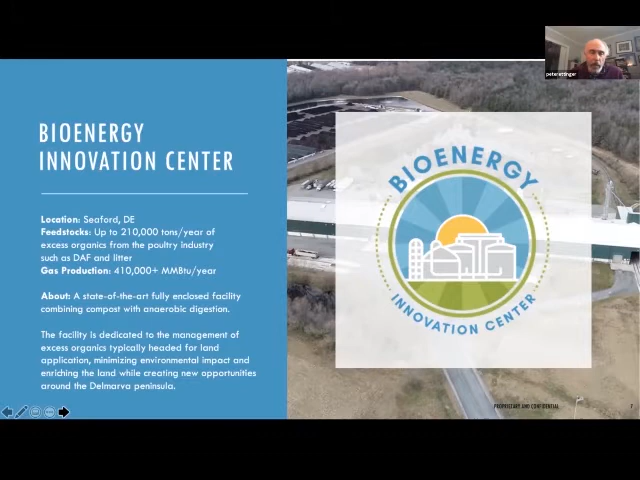 peter ettinger
BIOENERGY
INNOVATION CENTER
Location: Seaford, DE
Feedstocks: Up to 210,000 tons/year of
excess organics from the poultry industry
such as DAF and litter
Gas Production: 410,000+ MMBtu/year
About: A state-of-the-art fully enclosed facility
combining compost with anaerobic digestion.
The facility is dedicated to the management of
excess organics typically headed for land
application, minimizing environmental impact and
enriching the land while creating new opportunities
around the Delmarva peninsula.
BIOENERGY
INNOVATION CENTER
PROPRIETARY AND CONFIDENTIAL
7